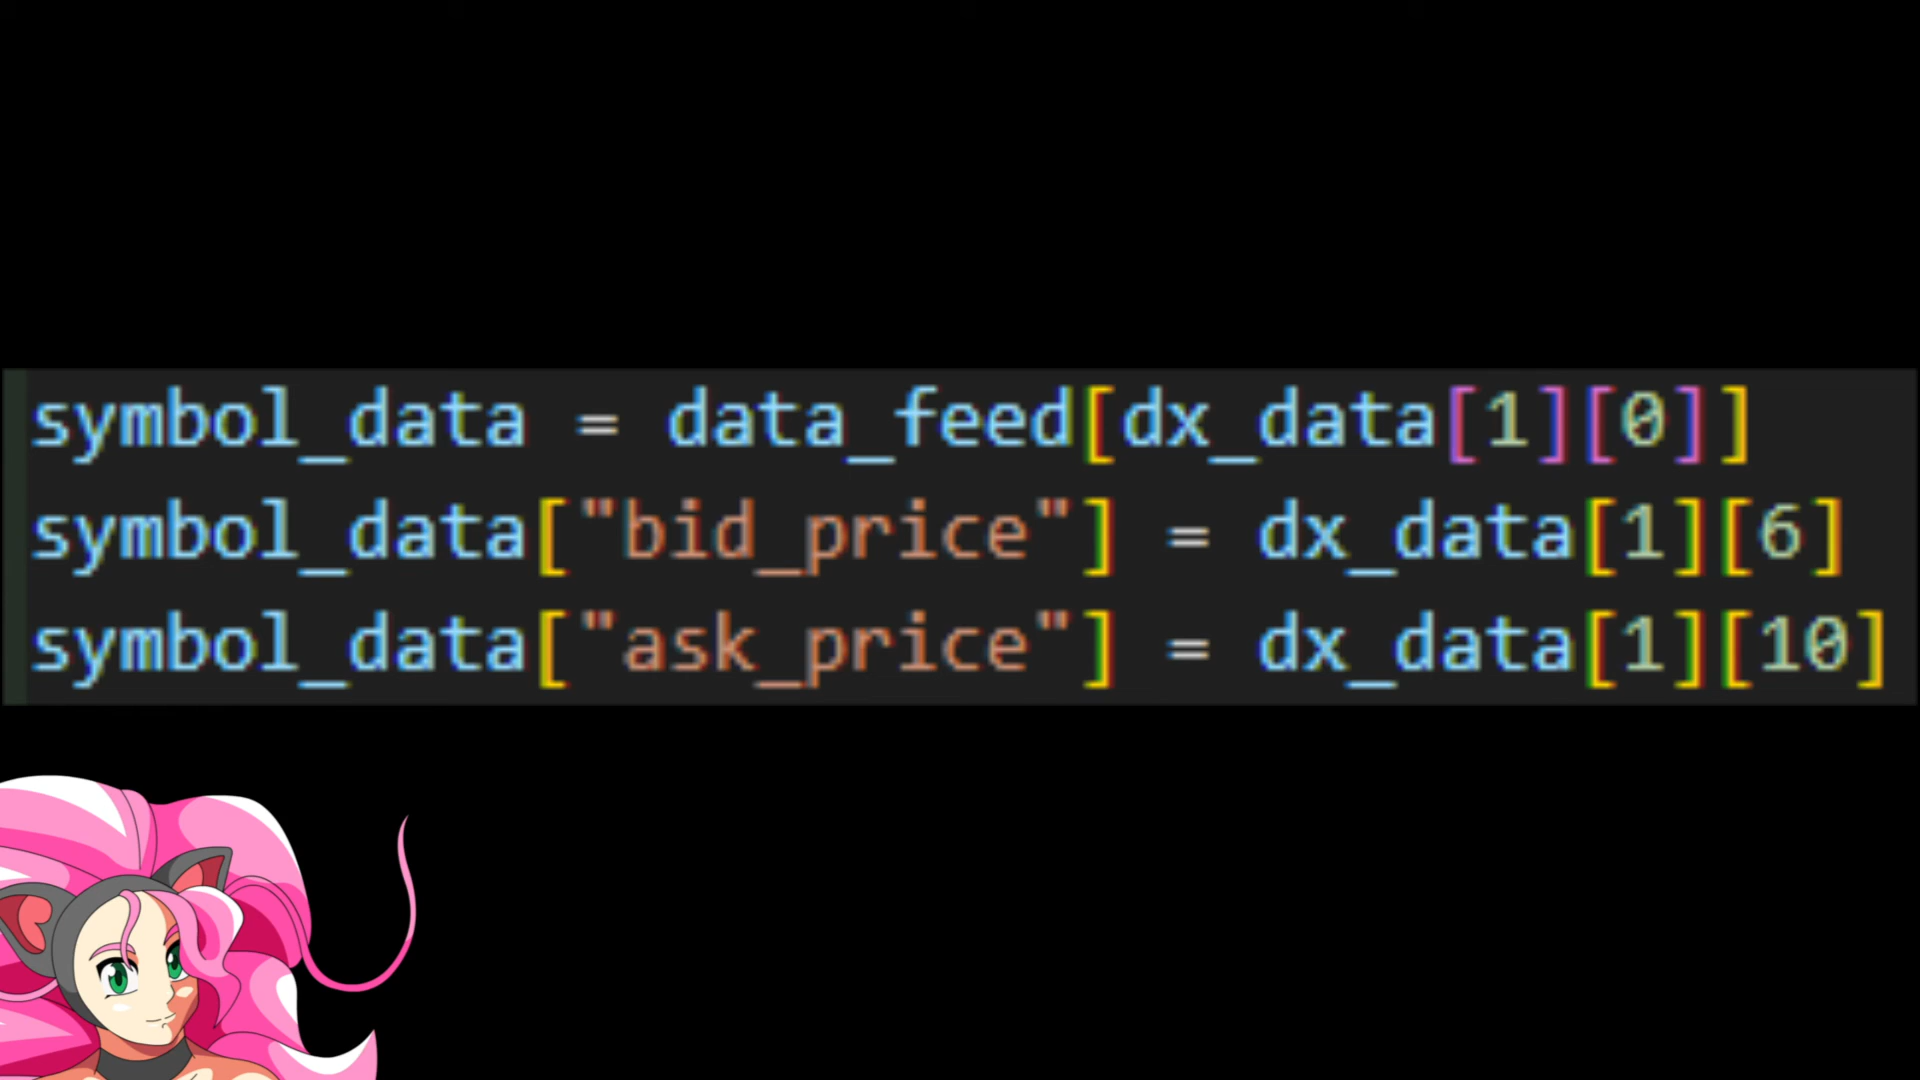 symbol_data = data_feed[dx_data[1][0]]
symbol_data["bid_price"] = dx_data[1][6]
symbol_data["ask_price"] = dx_data[1][10]